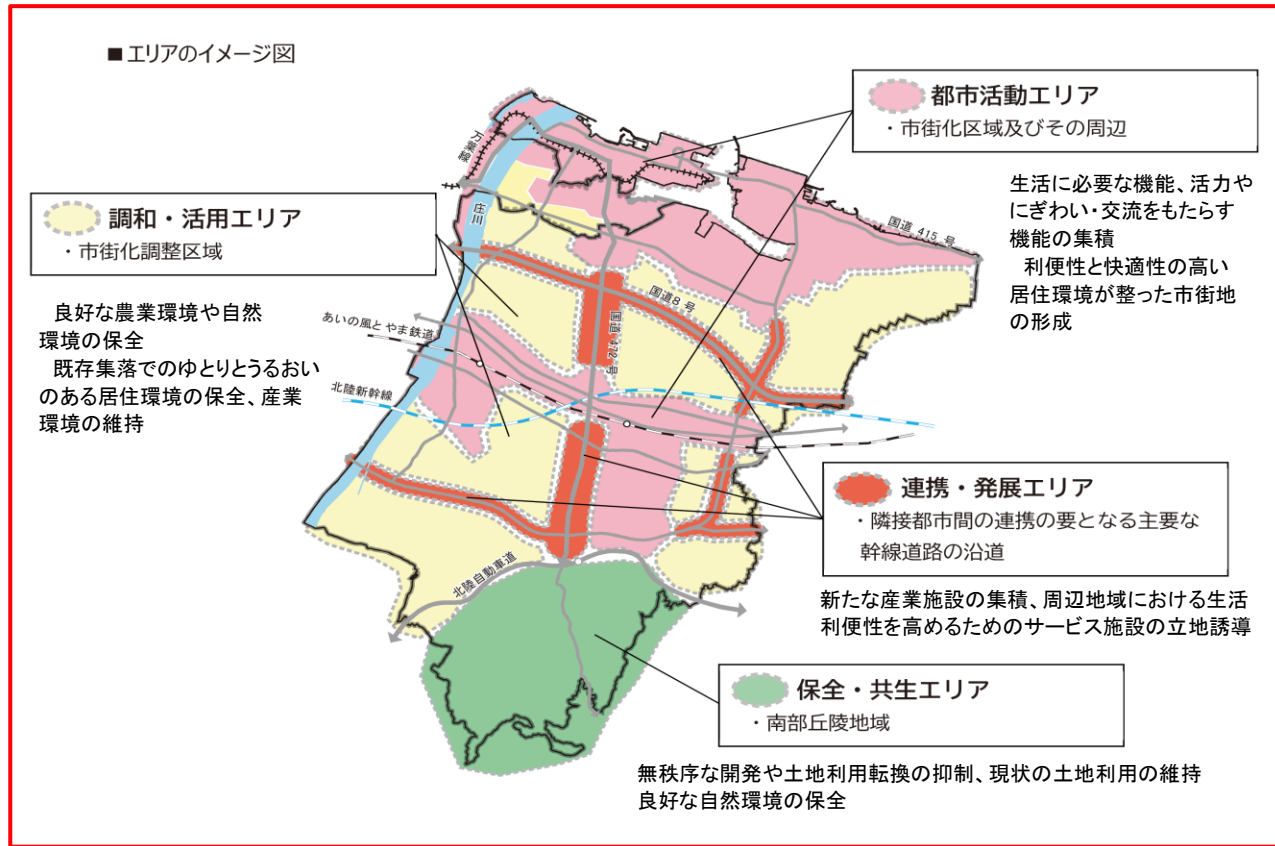 ■エリアのイメージ図
都市活動エリア
・市街化区域及びその周辺
生活に必要な機能、活力や
にぎわい・交流をもたらす
機能の集積
利便性と快適性の高い
居住環境が整った市街地
の形成
調和・活用エリア
・市街化調整区域
良好な農業環境や自然
環境の保全
既存集落でのゆとりとうるおい
のある居住環境の保全、産業
環境の維持
万葉線
庄川
国道 415 号
国道8 号
国道 472 号
あいの風とやま鉄道
北陸新幹線
北陸自動車道
連携・発展エリア
・隣接都市間の連携の要となる主要な
幹線道路の沿道
新たな産業施設の集積、周辺地域における生活
利便性を高めるためのサービス施設の立地誘導
保全・共生エリア
・南部丘陵地域
無秩序な開発や土地利用転換の抑制、現状の土地利用の維持
良好な自然環境の保全